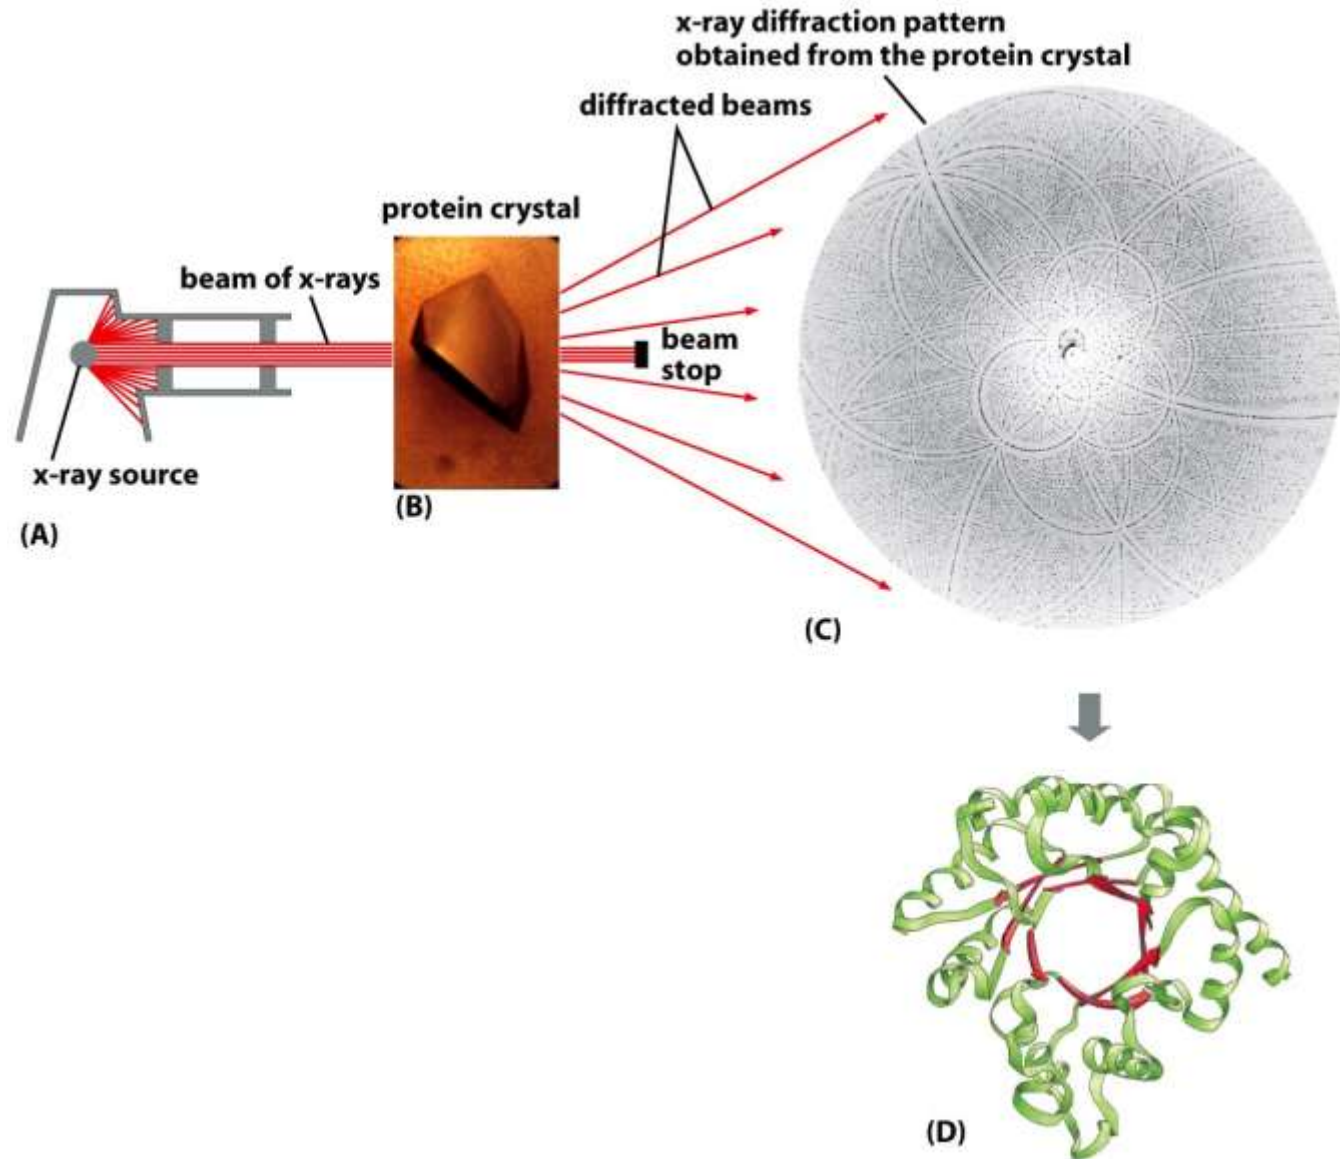 x-ray diffraction pattern
obtained from the protein crystal
diffracted beams
protein crystal
beam of x-rays
beam
stop
x-ray source
(A)
(B)
(C)
(D)